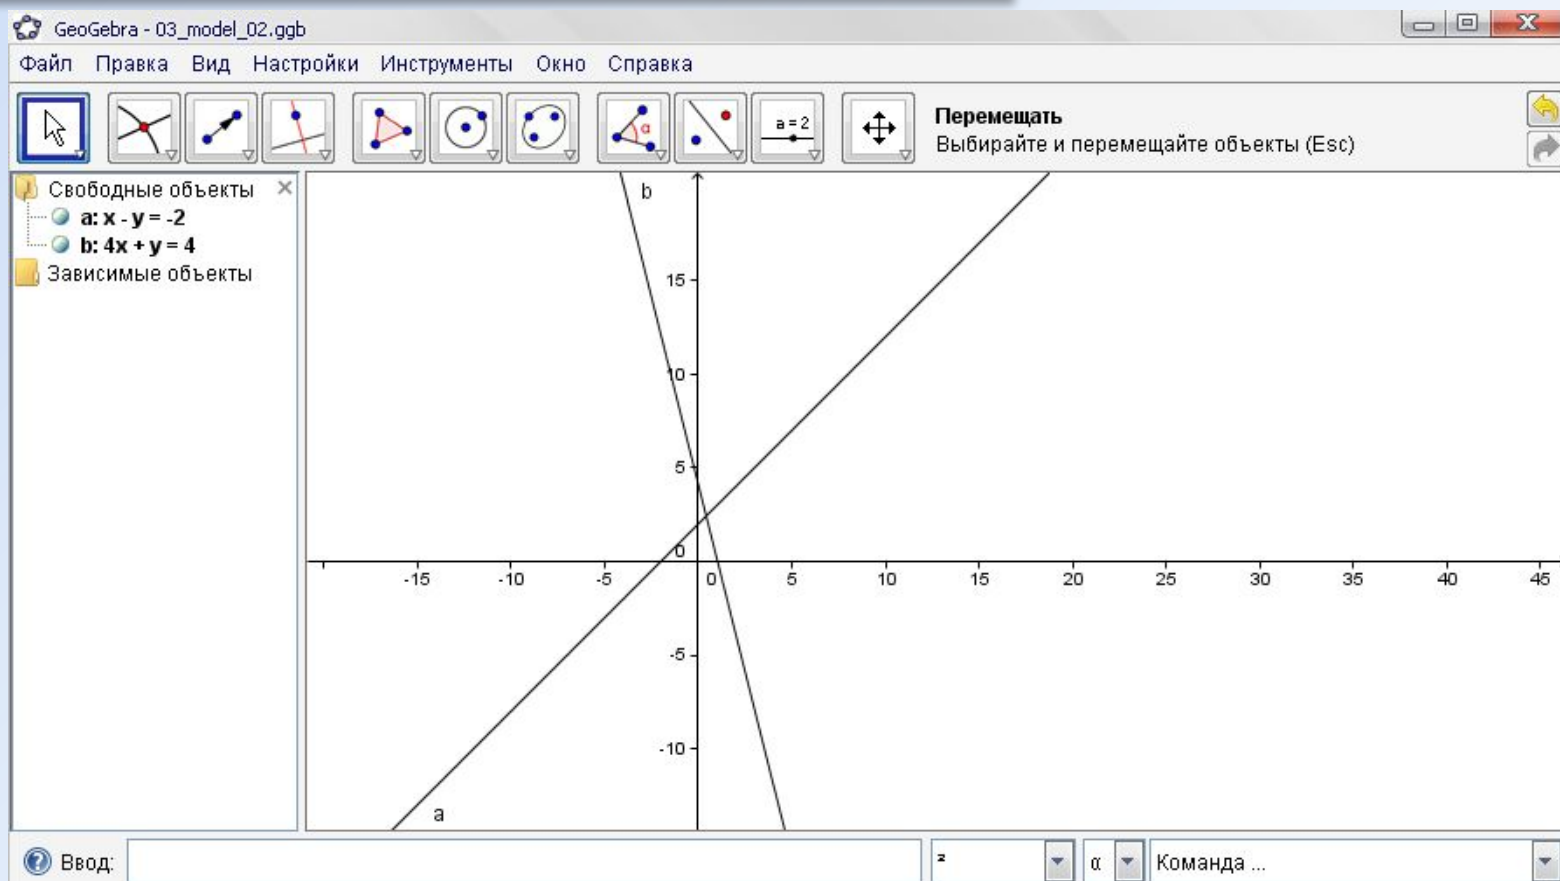 GeoGebra - 03_model_02.ggb
Файл Правка Вид Настройки Инструменты Окно Справка
α a = 2 Перемещать
Выбирайте и перемещайте объекты (Esc)
Свободные объекты
a: x - y = -2
b: 4x + y = 4
Зависимые объекты
b
15
10
5
0
-15 -10 -5 0 5 10 15 20 25 30 35 40 45
-5
-10
a
Ввод: ² α Команда ...